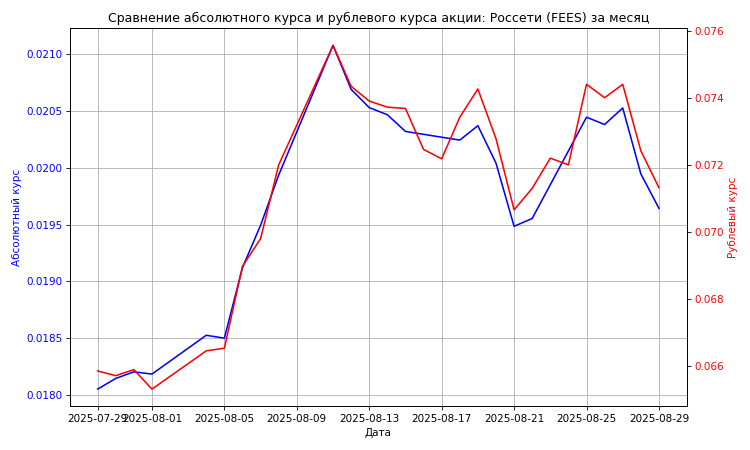 Сравнение абсолютного курса и рублевого курса акции: Россети (FEES) за месяц
Абсолютный курс
0.0210
0.0205
0.0200
0.0195
0.0190
0.0185
0.0180
0.076
0.074
0.072
0.070
0.068
0.066
Рублевый курс
2025-07-29 2025-08-01 2025-08-05 2025-08-09 2025-08-13 2025-08-17 2025-08-21 2025-08-25 2025-08-29
Дата